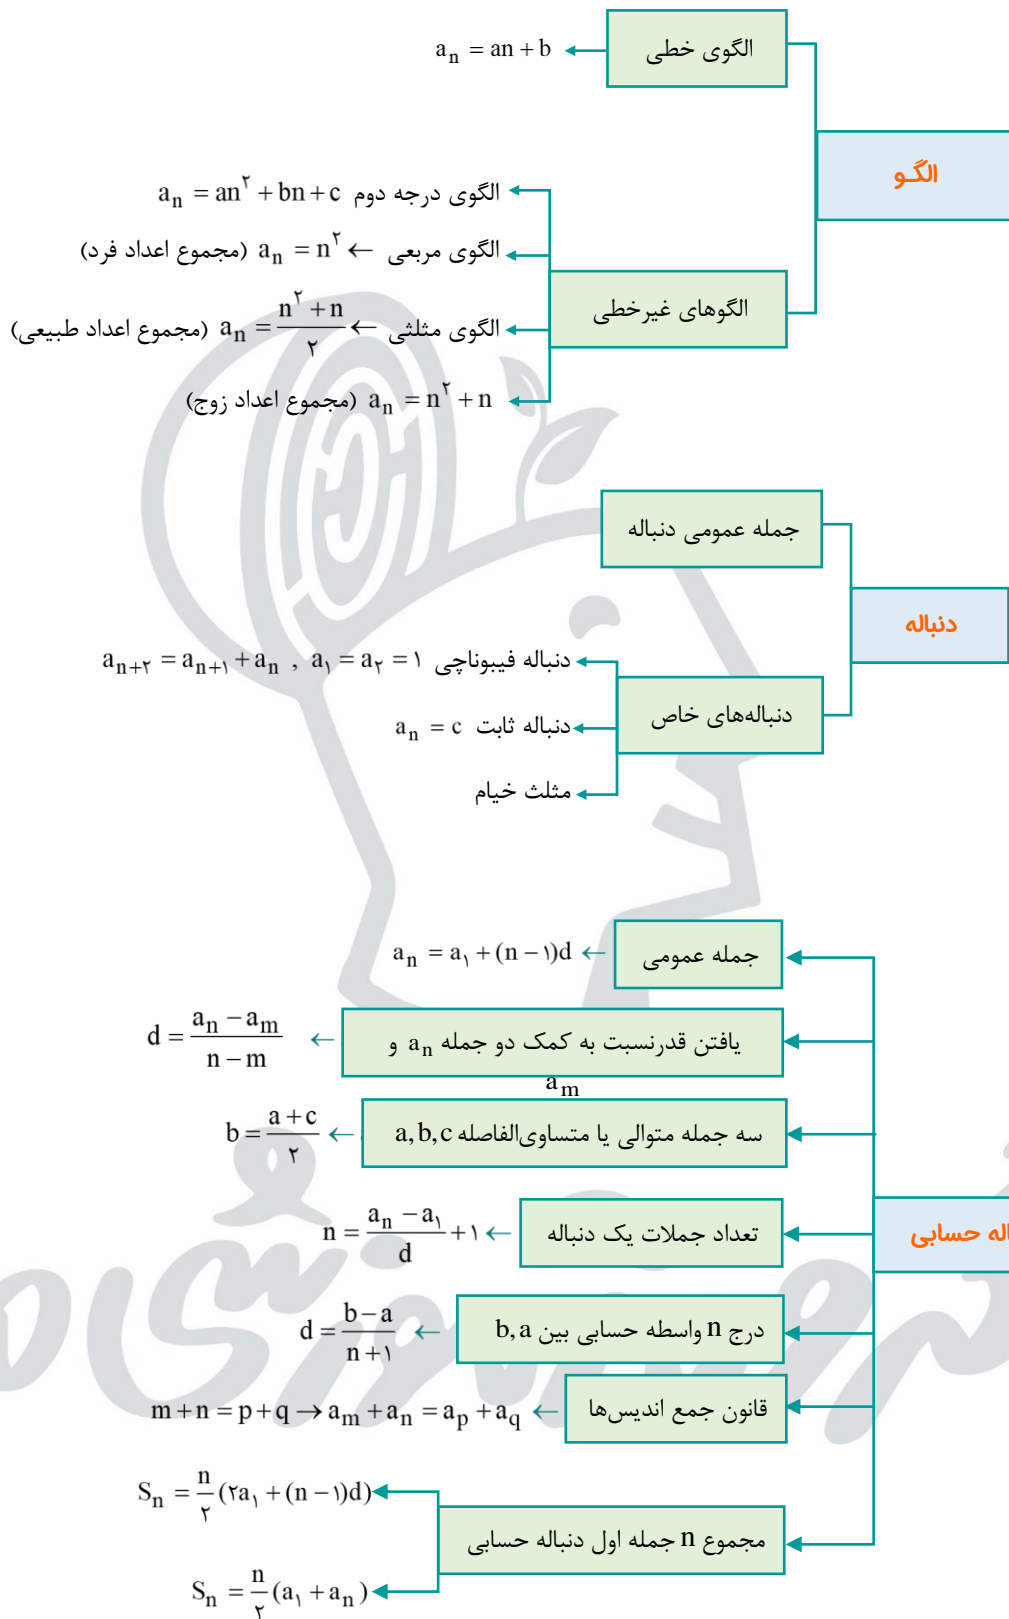 الگوی خطی ← a_n = an + b
الگو
الگوی درجه دوم a_n = an^۲ + bn + c
الگوی مربعی ← a_n = n^۲ (مجموع اعداد فرد)
الگوهای غیرخطی
الگوی مثلثی ← a_n = (n^۲ + n)/۲ (مجموع اعداد طبیعی)
a_n = n^۲ + n (مجموع اعداد زوج)
جمله عمومی دنباله
دنباله
دنباله فیبوناچی a_{n+۲} = a_{n+۱} + a_n , a_۱ = a_۲ = ۱
دنباله‌های خاص
دنباله ثابت a_n = c
مثلث خیام
جمله عمومی ← a_n = a_۱ + (n − ۱)d
یافتن قدرنسبت به کمک دو جمله a_n و
a_m
← d = (a_n − a_m)/(n − m)
سه جمله متوالی یا متساوی‌الفاصله a, b, c ← b = (a + c)/۲
تعداد جملات یک دنباله ← n = (a_n − a_۱)/d + ۱
حسابی
درج n واسطه حسابی بین b, a ← d = (b − a)/(n + ۱)
قانون جمع اندیس‌ها ← m + n = p + q → a_m + a_n = a_p + a_q
مجموع n جمله اول دنباله حسابی
S_n = n/۲ (۲a_۱ + (n − ۱)d)
S_n = n/۲ (a_۱ + a_n)